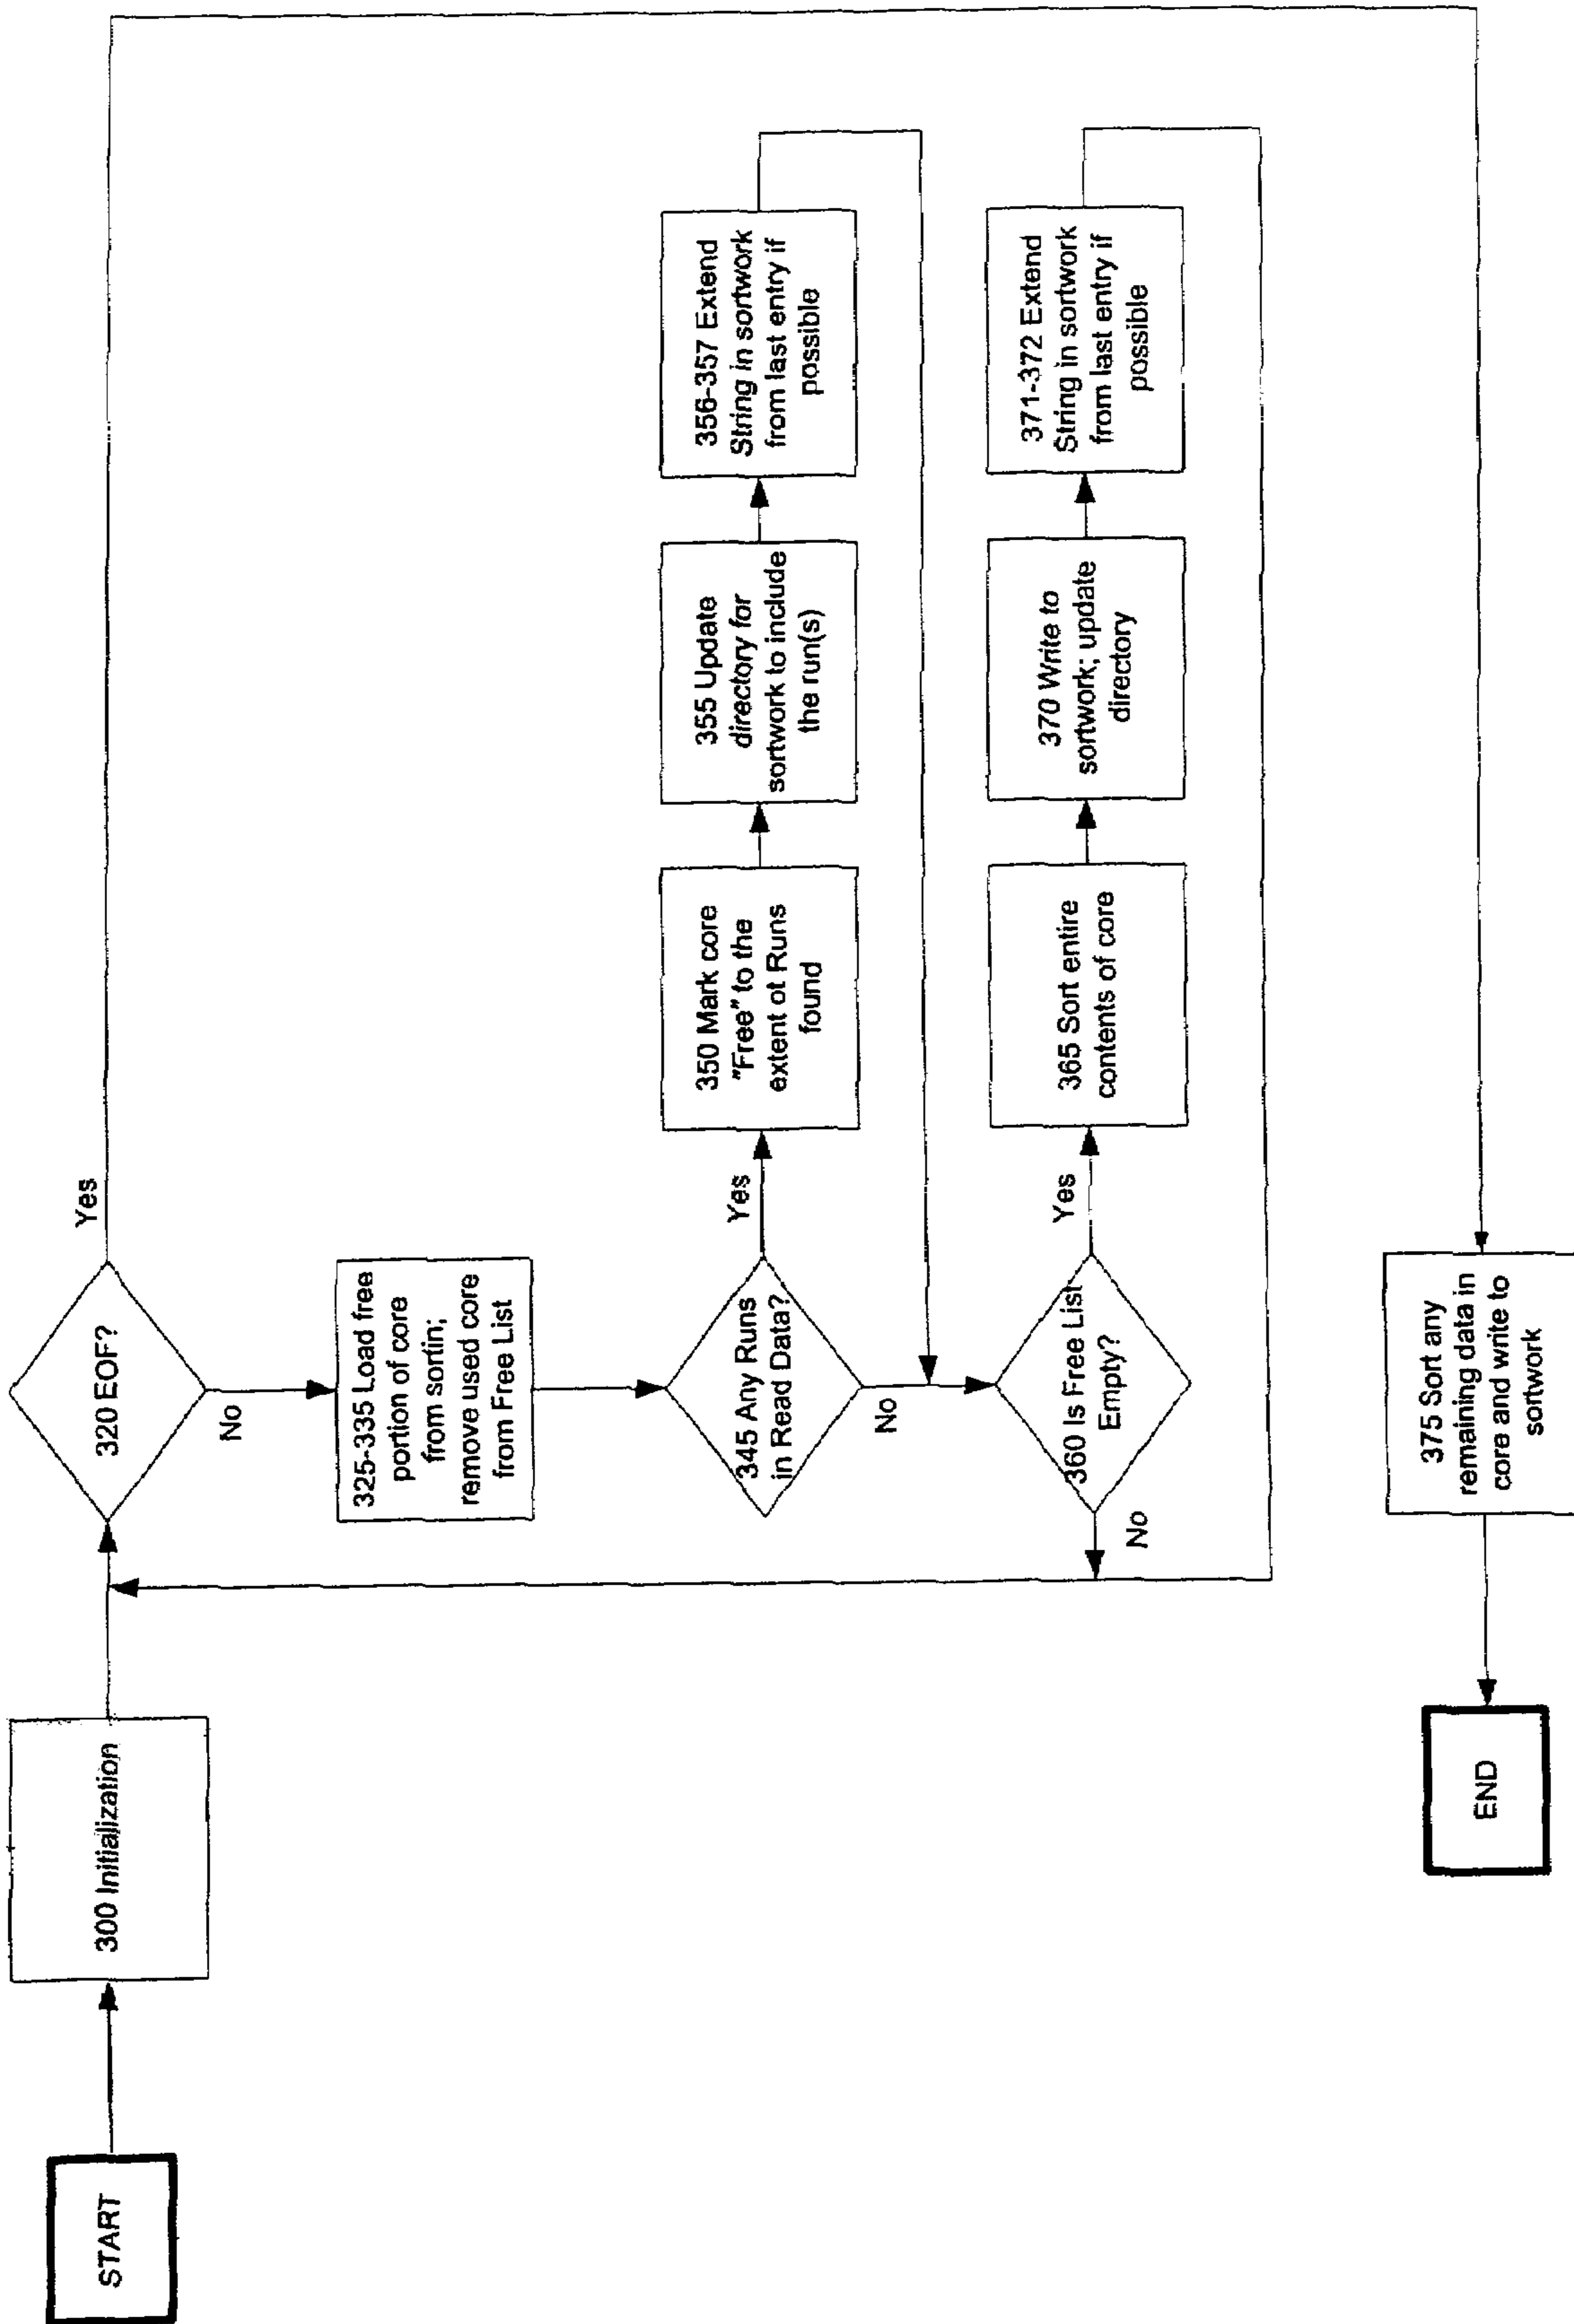 START
300 Initialization
320 EOF?
Yes
No
325-335 Load free
portion of core
from sortin;
remove used core
from Free List
345 Any Runs
in Read Data?
Yes
No
350 Mark core
"Free" to the
extent ot Runs
found
355 Update
directory for
sortwork to include
the run(s)
356-357 Extend
String in sortwork
from last entry if
possible
360 Is Free List
Empty?
Yes
No
365 Sort entire
contents of core
370 Write to
sortwork; update
directory
371-372 Extend
String in sortwork
from last entry if
possible
375 Sort any
remaining data in
core and write to
sortwork
END